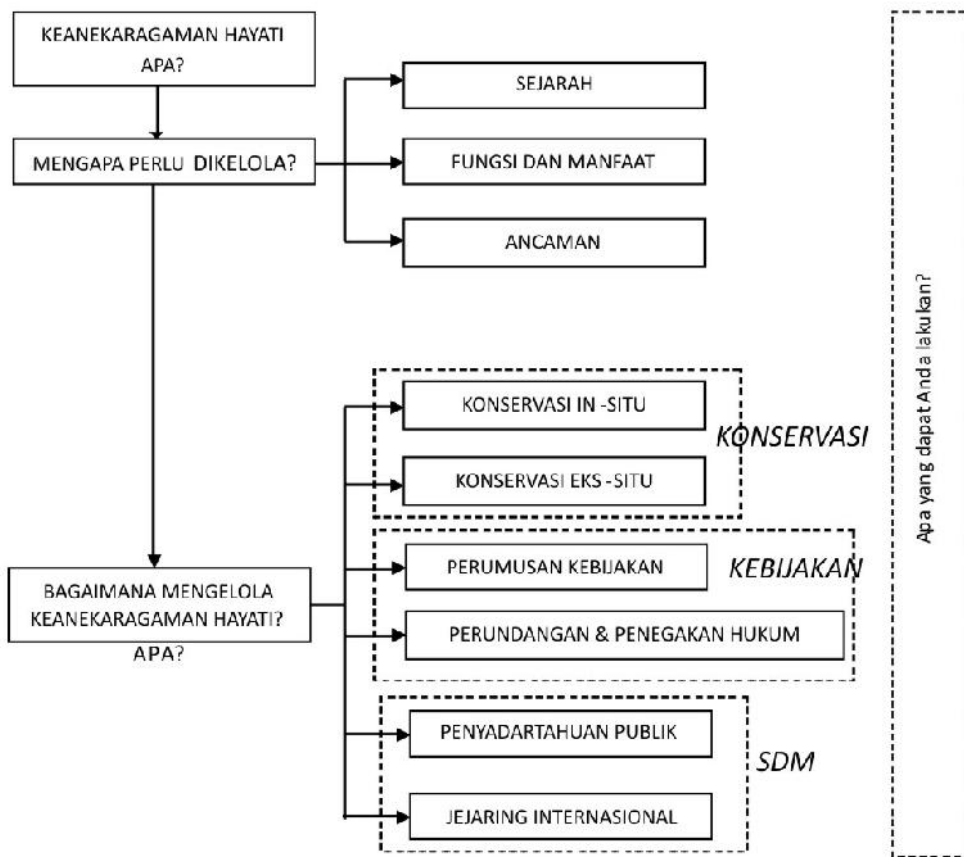 KEANEKARAGAMAN HAYATI
APA?
SEJARAH
MENGAPA PERLU DIKELOLA?
FUNGSI DAN MANFAAT
ANCAMAN
KONSERVASI IN -SITU
KONSERVASI
KONSERVASI EKS -SITU
PERUMUSAN KEBIJAKAN
KEBIJAKAN
BAGAIMANA MENGELOLA
KEANEKARAGAMAN HAYATI?
APA?
PERUNDANGAN & PENEGAKAN HUKUM
PENYADARTAHUAN PUBLIK
SDM
JEJARING INTERNASIONAL
Apa yang dapat Anda lakukan?